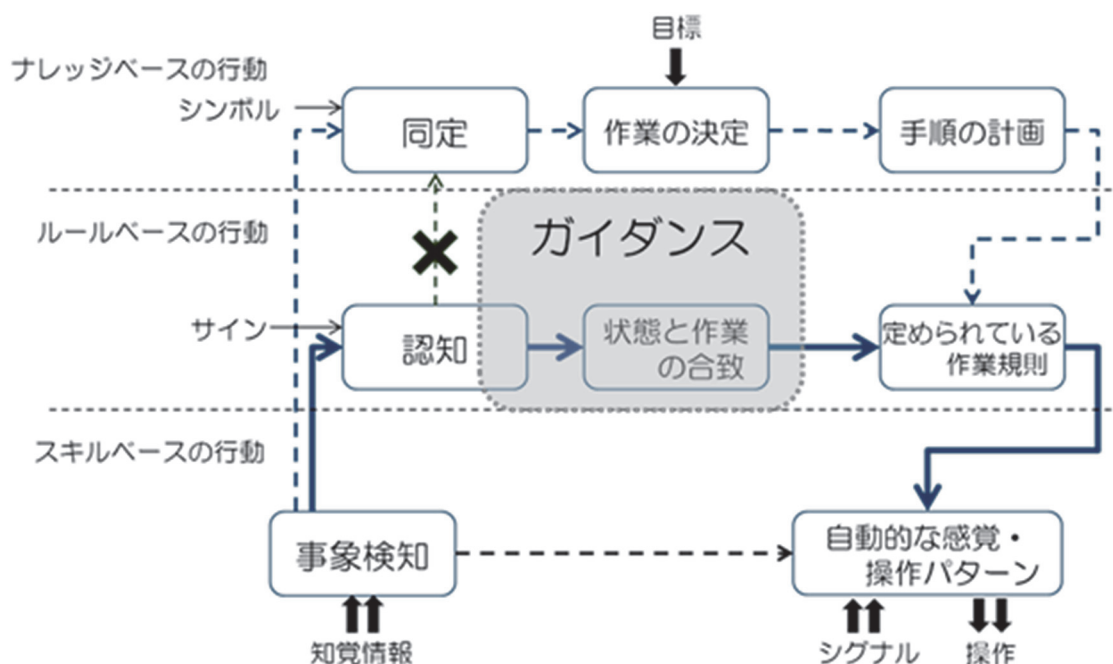 目標
ナレッジベースの行動
シンボル
同定
作業の決定
手順の計画
ルールベースの行動
ガイダンス
サイン
認知
状態と作業
の合致
定められている
作業規則
スキルベースの行動
事象検知
自動的な感覚・
操作パターン
知覚情報
シグナル
操作